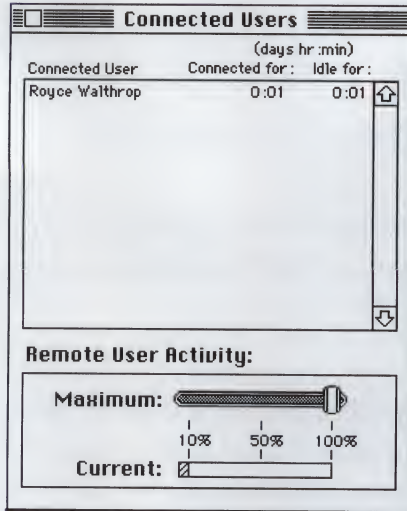 Connected Users
(days hr:min)
Connected User Connected for: Idle for:
Royce Walthrop 0:01 0:01
Remote User Activity:
Maximum:
10% 50% 100%
Current: